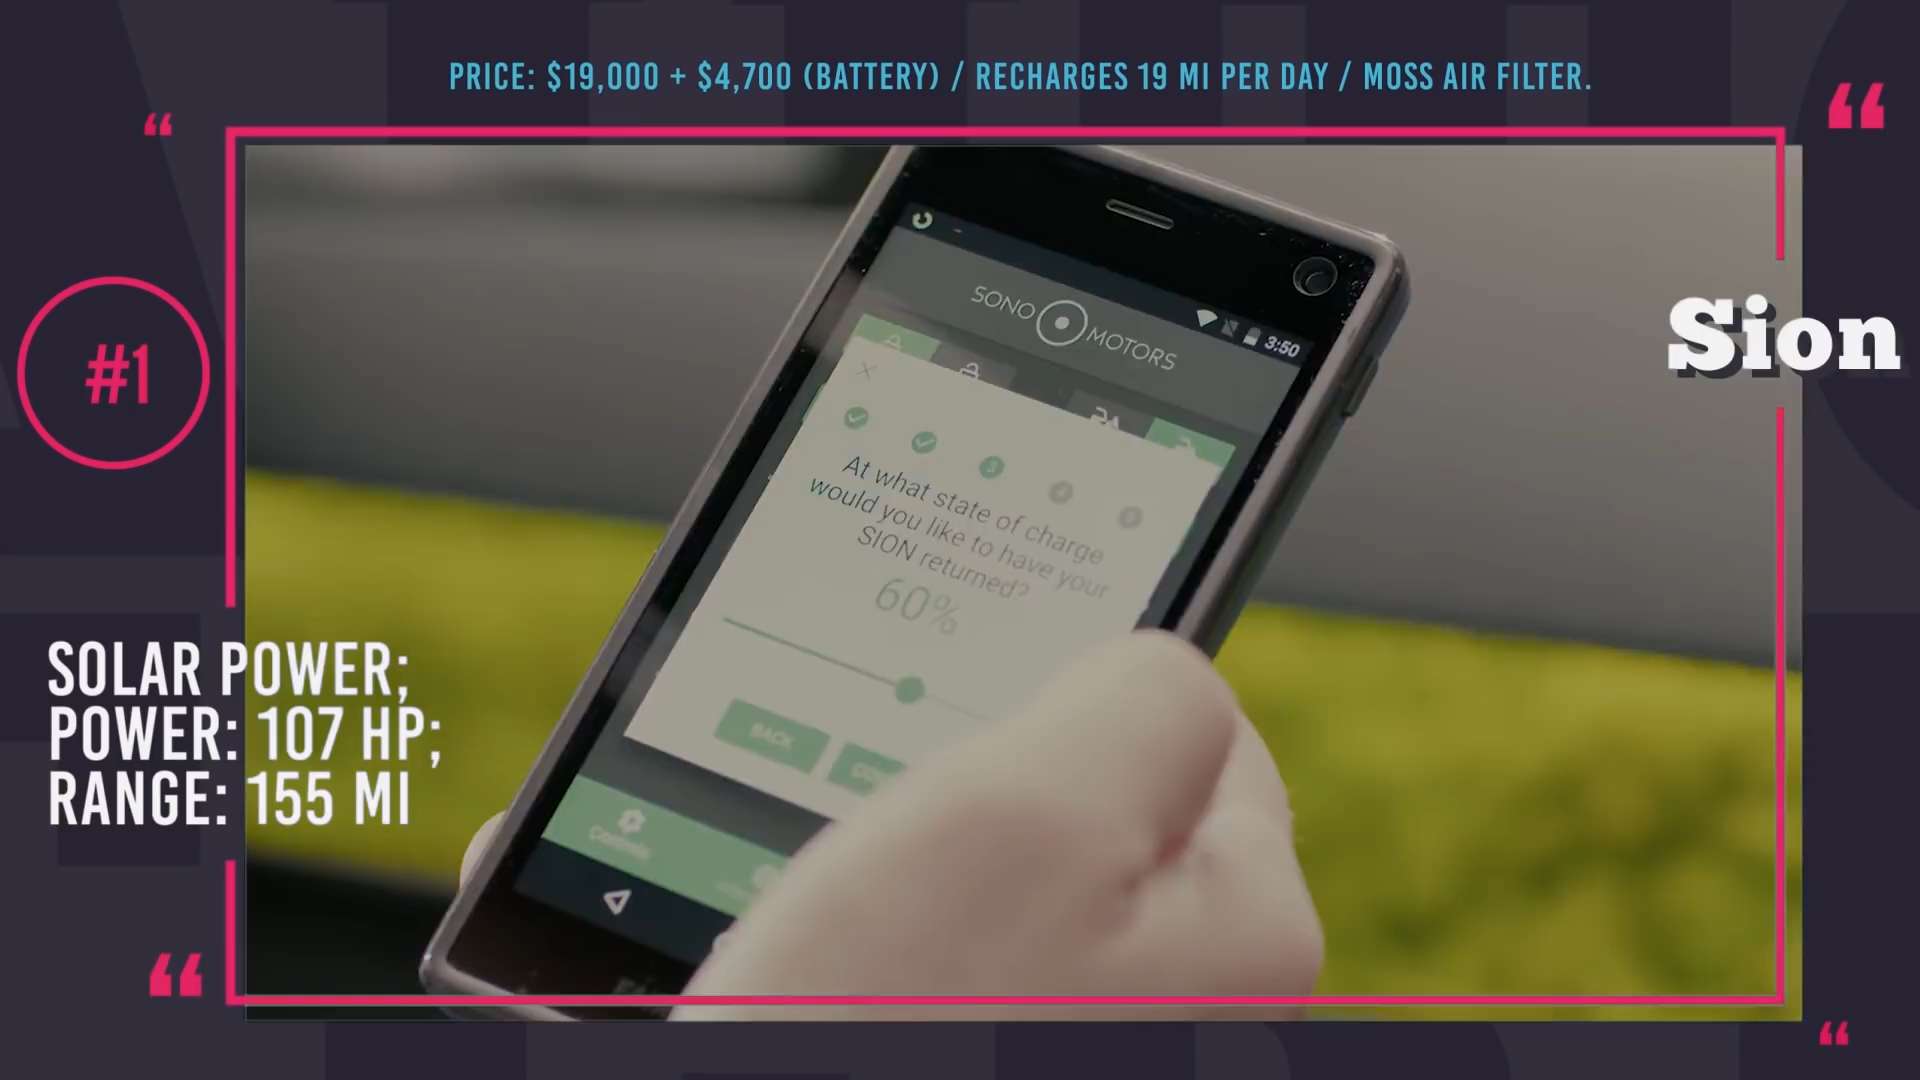 PRICE: $19,000 + $4,700 (BATTERY) / RECHARGES 19 MI PER DAY / MOSS AIR FILTER.
#1
Sion
SONO MOTORS
3:50
At what state of charge
would you like to have your
SION returned?
60%
BACK
Controls
SOLAR POWER;
POWER: 107 HP;
RANGE: 155 MI